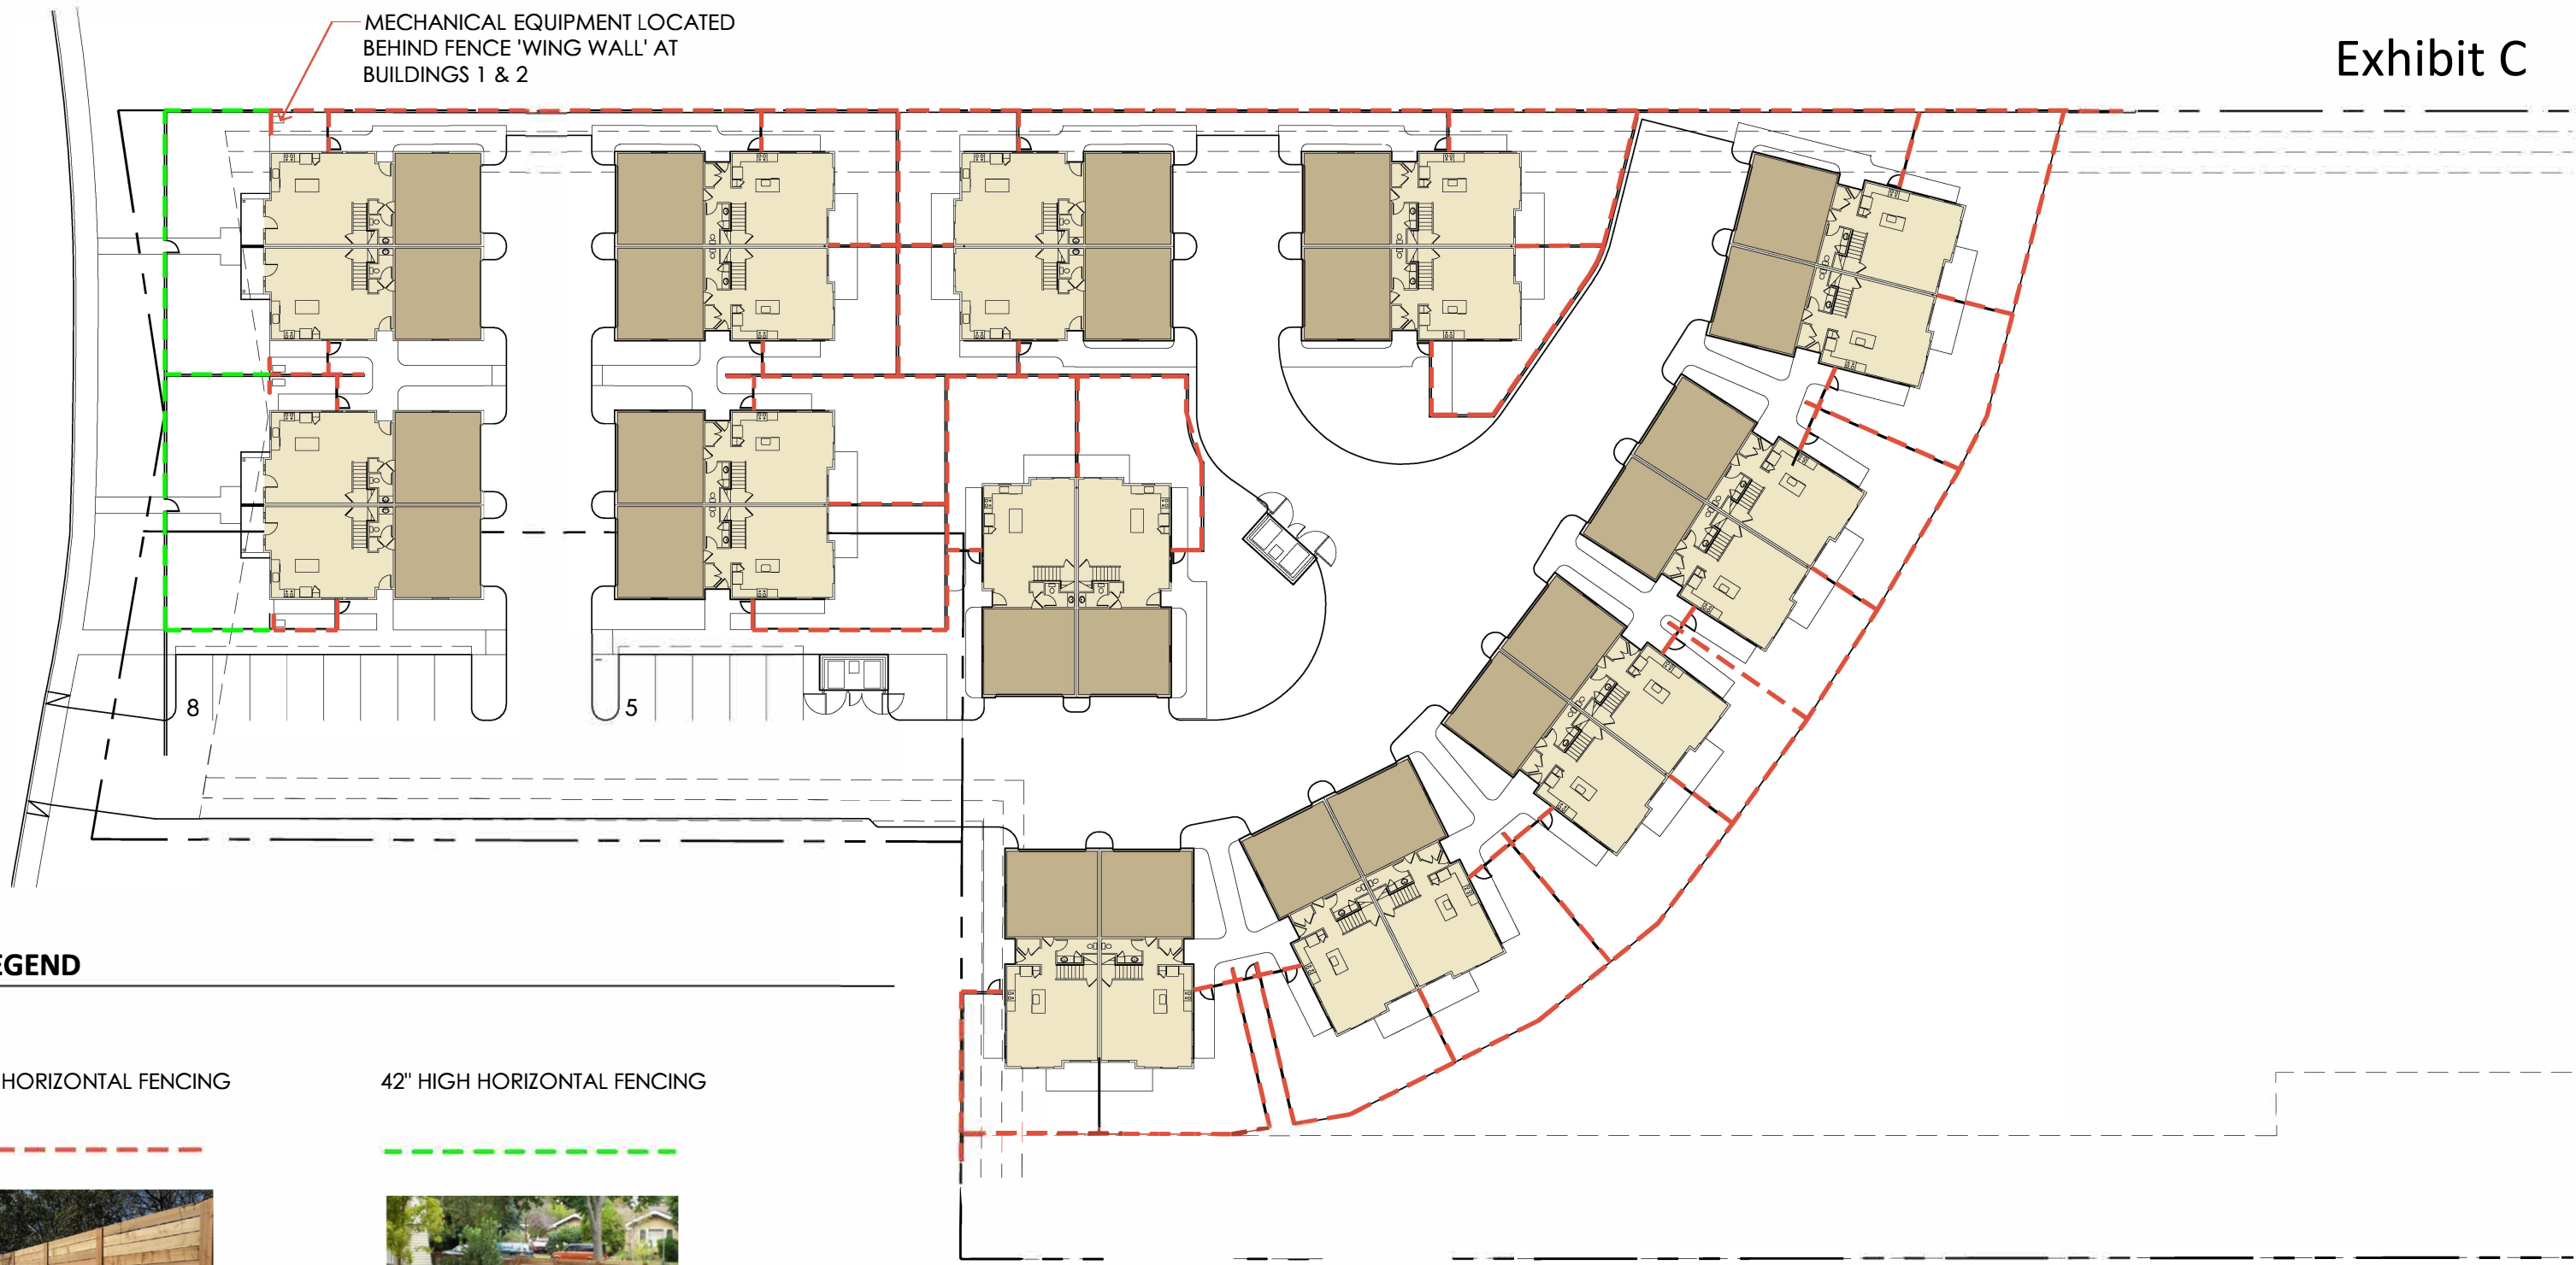 MECHANICAL EQUIPMENT LOCATED
BEHIND FENCE 'WING WALL' AT
BUILDINGS 1 & 2
Exhibit C
8
5
EGEND
HORIZONTAL FENCING
42" HIGH HORIZONTAL FENCING